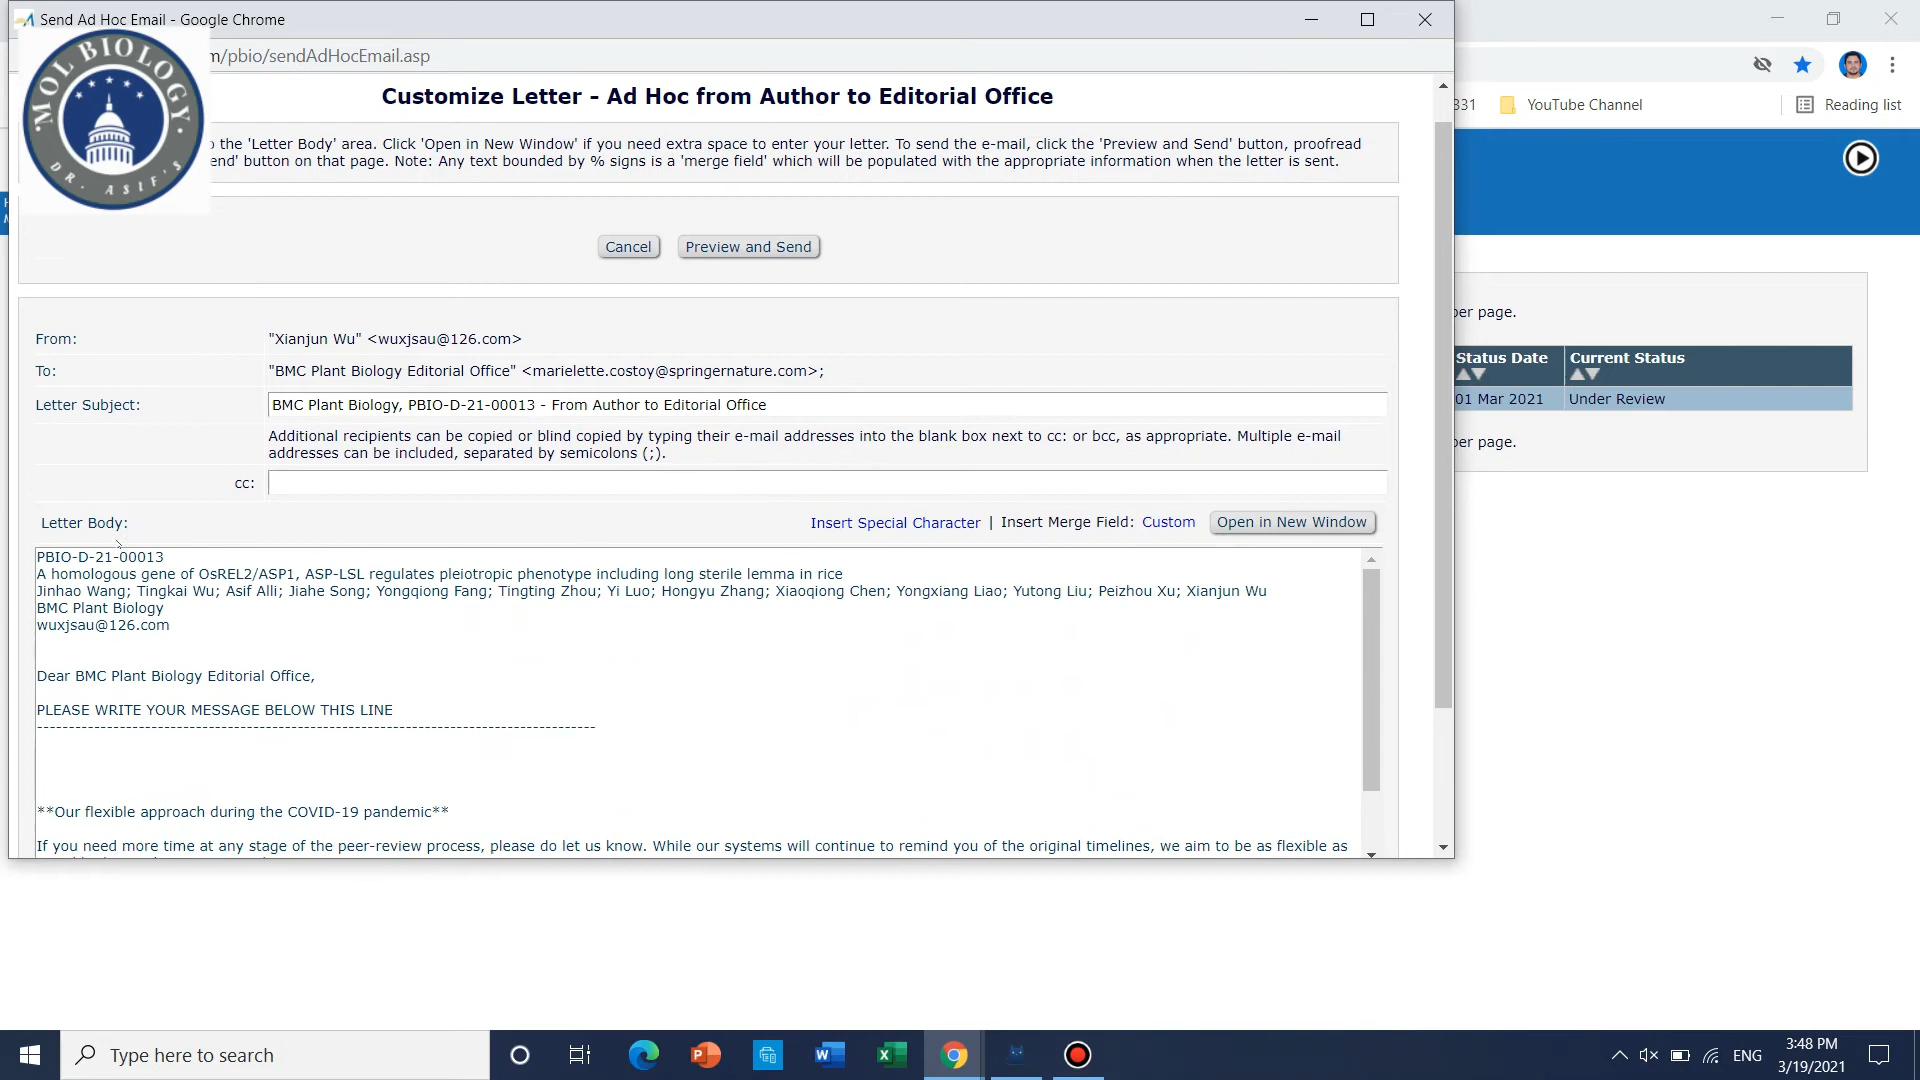 Send Ad Hoc Email - Google Chrome
m/pbio/sendAdHocEmail.asp
MOL BIOLOGY
DR. ASIF'S
Customize Letter - Ad Hoc from Author to Editorial Office
the 'Letter Body' area. Click 'Open in New Window' if you need extra space to enter your letter. To send the e-mail, click the 'Preview and Send' button, proofread
end' button on that page. Note: Any text bounded by % signs is a 'merge field' which will be populated with the appropriate information when the letter is sent.
Cancel Preview and Send
From: "Xianjun Wu" <wuxjsau@126.com>
To: "BMC Plant Biology Editorial Office" <marielette.costoy@springernature.com>;
Letter Subject: BMC Plant Biology, PBIO-D-21-00013 - From Author to Editorial Office
Additional recipients can be copied or blind copied by typing their e-mail addresses into the blank box next to cc: or bcc, as appropriate. Multiple e-mail
addresses can be included, separated by semicolons (;).
cc:
Letter Body: Insert Special Character | Insert Merge Field: Custom Open in New Window
PBIO-D-21-00013
A homologous gene of OsREL2/ASP1, ASP-LSL regulates pleiotropic phenotype including long sterile lemma in rice
Jinhao Wang; Tingkai Wu; Asif Alli; Jiahe Song; Yongqiong Fang; Tingting Zhou; Yi Luo; Hongyu Zhang; Xiaoqiong Chen; Yongxiang Liao; Yutong Liu; Peizhou Xu; Xianjun Wu
BMC Plant Biology
wuxjsau@126.com
Dear BMC Plant Biology Editorial Office,
PLEASE WRITE YOUR MESSAGE BELOW THIS LINE
----------------------------------------------------------------------------------------
**Our flexible approach during the COVID-19 pandemic**
If you need more time at any stage of the peer-review process, please do let us know. While our systems will continue to remind you of the original timelines, we aim to be as flexible as
331 YouTube Channel Reading list
per page.
Status Date Current Status
01 Mar 2021 Under Review
per page.
Type here to search
ENG
3:48 PM
3/19/2021